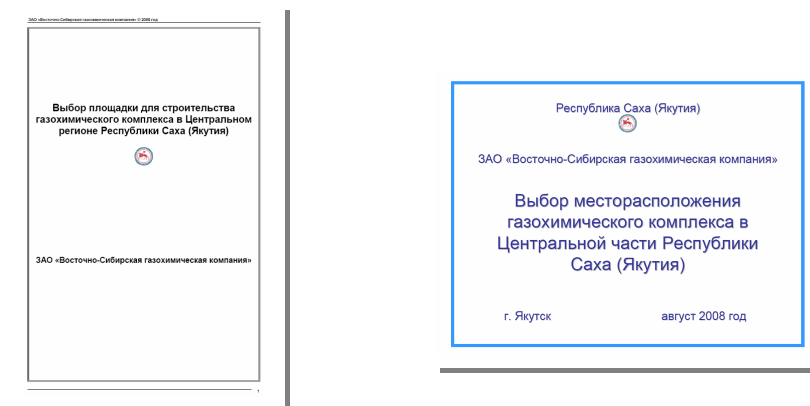 ЗАО «Восточно-Сибирская газохимическая компания» © 2008 год
Выбор площадки для строительства
газохимического комплекса в Центральном
регионе Республики Саха (Якутия)
ЗАО «Восточно-Сибирская газохимическая компания»
1
Республика Саха (Якутия)
ЗАО «Восточно-Сибирская газохимическая компания»
Выбор месторасположения
газохимического комплекса в
Центральной части Республики
Саха (Якутия)
г. Якутск август 2008 год